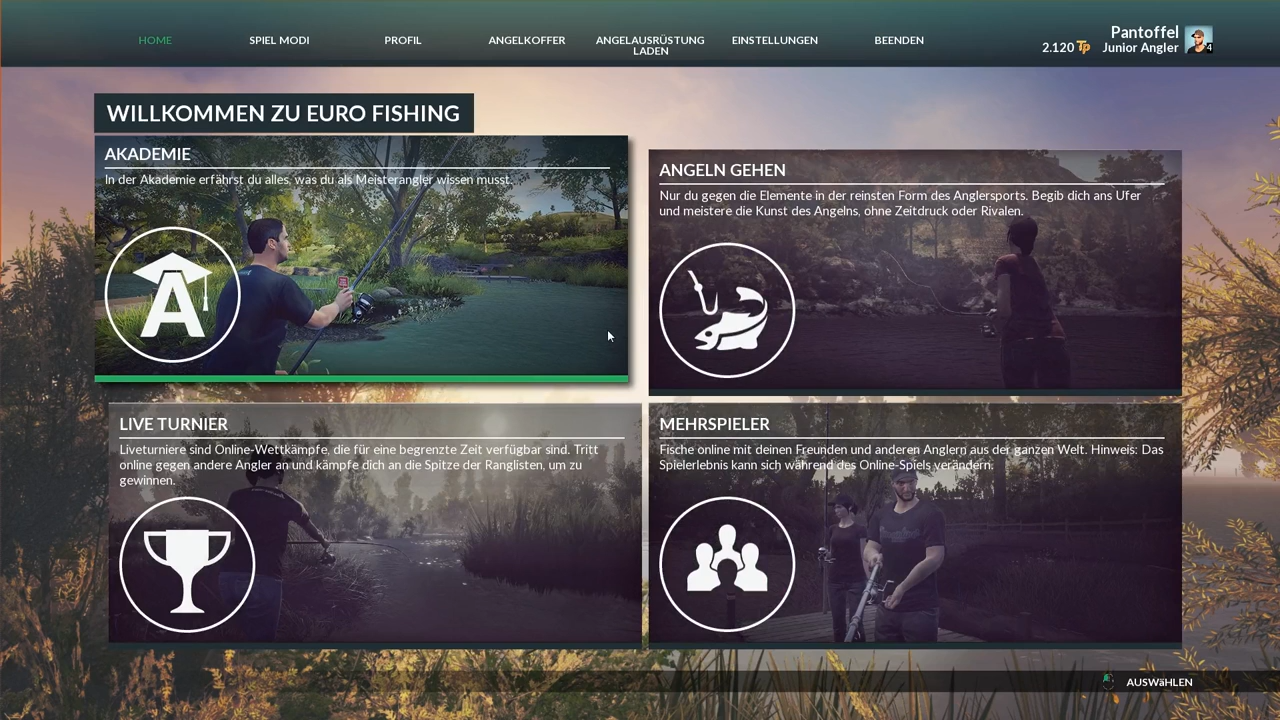 HOME
SPIEL MODI
PROFIL
ANGELKOFFER
ANGELAUSRÜSTUNG
LADEN
EINSTELLUNGEN
BEENDEN
Pantoffel
2.120 Tp Junior Angler
4
WILLKOMMEN ZU EURO FISHING
AKADEMIE
In der Akademie erfährst du alles, was du als Meisterangler wissen musst.
A
ANGELN GEHEN
Nur du gegen die Elemente in der reinsten Form des Anglersports. Begib dich ans Ufer
und meistere die Kunst des Angelns, ohne Zeitdruck oder Rivalen.
LIVE TURNIER
Liveturniere sind Online-Wettkämpfe, die für eine begrenzte Zeit verfügbar sind. Tritt
online gegen andere Angler an und kämpfe dich an die Spitze der Ranglisten, um zu
gewinnen.
MEHRSPIELER
Fische online mit deinen Freunden und anderen Anglern aus der ganzen Welt. Hinweis: Das
Spielerlebnis kann sich während des Online-Spiels verändern.
AUSWäHLEN